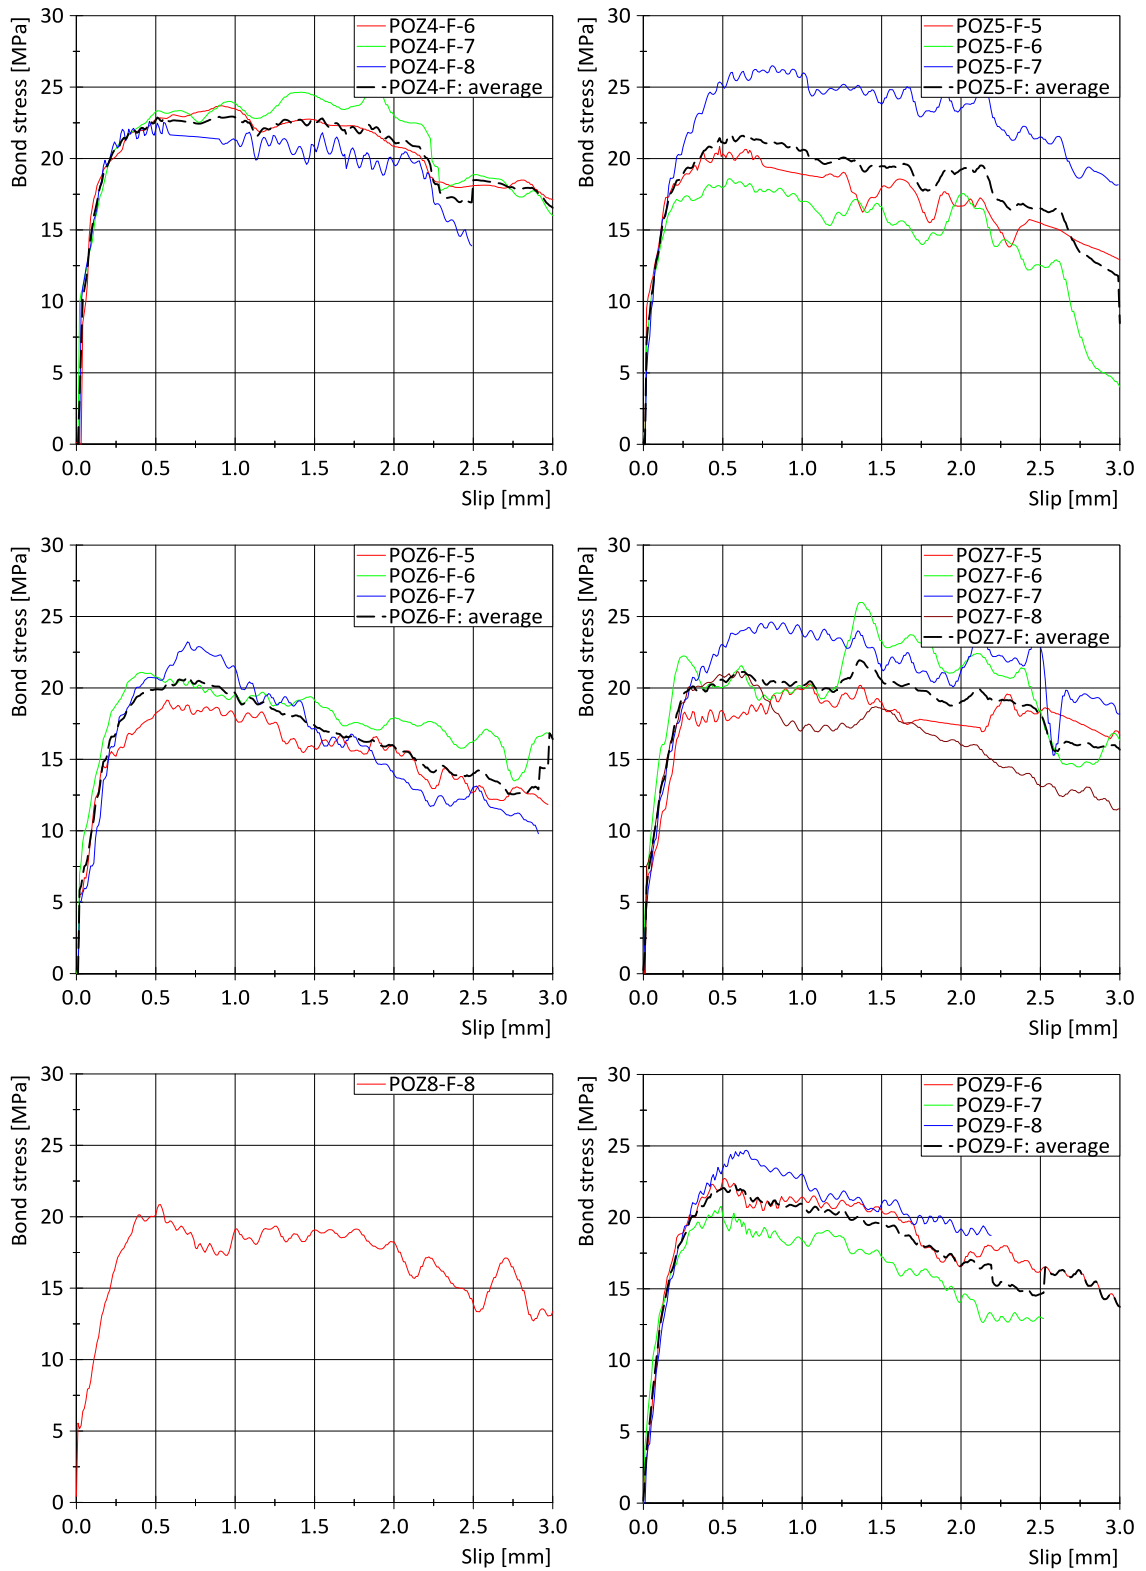 Bond stress [MPa]
30
25
20
15
10
5
0
POZ4-F-6
POZ4-F-7
POZ4-F-8
POZ4-F: average
0.0 0.5 1.0 1.5 2.0 2.5 3.0
Slip [mm]
Bond stress [MPa]
30
25
20
15
10
5
0
POZ5-F-5
POZ5-F-6
POZ5-F-7
POZ5-F: average
0.0 0.5 1.0 1.5 2.0 2.5 3.0
Slip [mm]
Bond stress [MPa]
30
25
20
15
10
5
0
POZ6-F-5
POZ6-F-6
POZ6-F-7
POZ6-F: average
0.0 0.5 1.0 1.5 2.0 2.5 3.0
Slip [mm]
Bond stress [MPa]
30
25
20
15
10
5
0
POZ7-F-5
POZ7-F-6
POZ7-F-7
POZ7-F-8
POZ7-F: average
0.0 0.5 1.0 1.5 2.0 2.5 3.0
Slip [mm]
Bond stress [MPa]
30
25
20
15
10
5
0
POZ8-F-8
0.0 0.5 1.0 1.5 2.0 2.5 3.0
Slip [mm]
Bond stress [MPa]
30
25
20
15
10
5
0
POZ9-F-6
POZ9-F-7
POZ9-F-8
POZ9-F: average
0.0 0.5 1.0 1.5 2.0 2.5 3.0
Slip [mm]